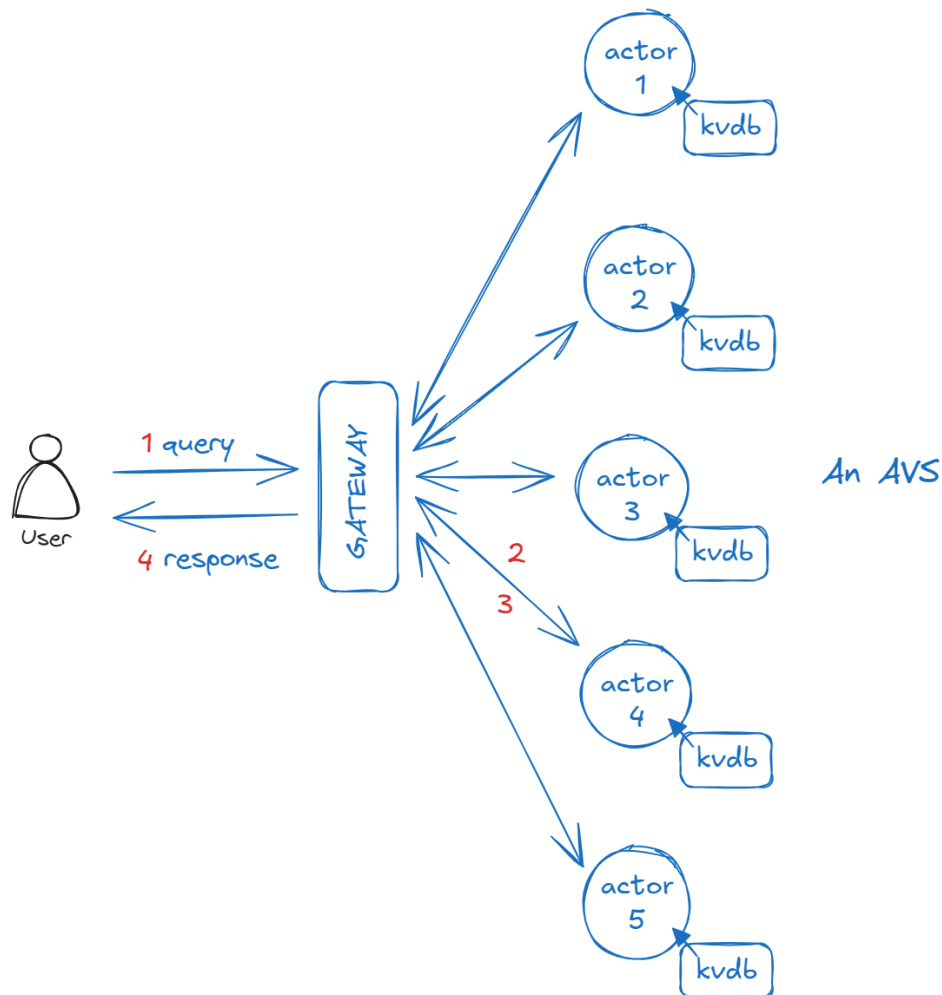 actor
1
kvdb
actor
2
kvdb
1 query
GATEWAY
actor
3
An AVS
User
4 response
2
kvdb
3
actor
4
kvdb
actor
5
kvdb